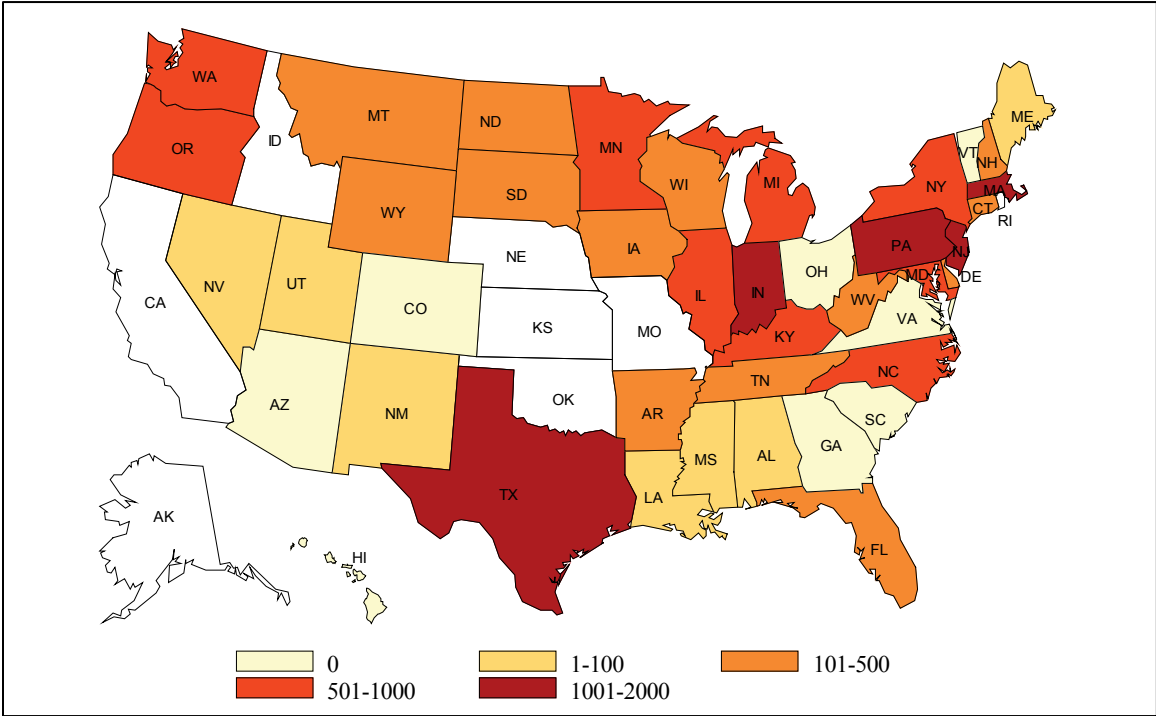 WA
MT
ND
MN
ME
OR
ID
VT
NH
SD
WI
MI
NY
MA
WY
CT
RI
IA
PA
NE
NJ
NV
UT
OH
IN
MD
DE
CA
CO
IL
WV
VA
KS
MO
KY
NC
AZ
NM
OK
AR
TN
SC
MS
AL
GA
TX
LA
AK
HI
FL
0
1-100
101-500
501-1000
1001-2000